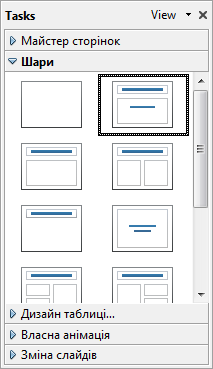 Tasks View
Майстер сторінок
Шари
Дизайн таблиці...
Власна анімація
Зміна слайдів